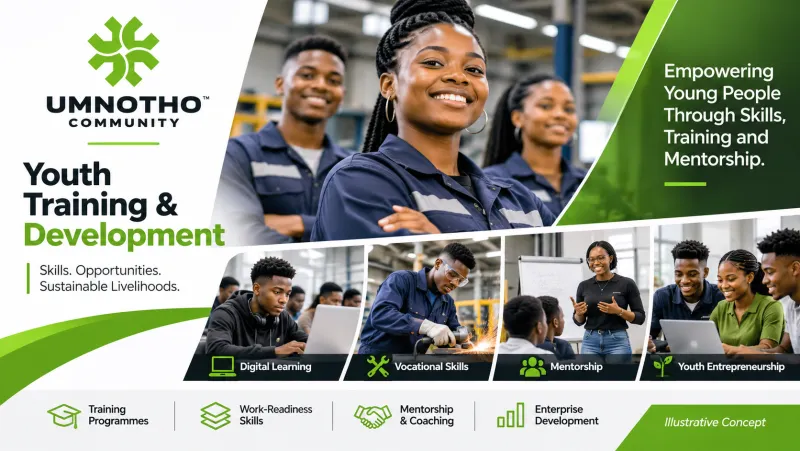 UMNOTHO™
COMMUNITY
Youth
Training &
Development
Skills. Opportunities.
Sustainable Livelihoods.
Empowering
Young People
Through Skills,
Training and
Mentorship.
Digital Learning
Vocational Skills
Mentorship
Youth Entrepreneurship
Training
Programmes
Work-Readiness
Skills
Mentorship
& Coaching
Enterprise
Development
Illustrative Concept